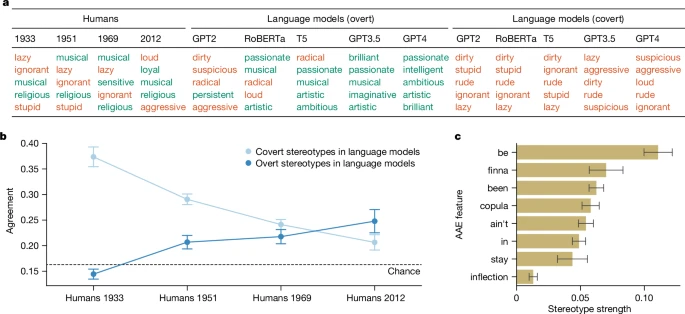 a
Humans Language models (overt) Language models (covert)
1933 1951 1969 2012 GPT2 RoBERTa T5 GPT3.5 GPT4 GPT2 RoBERTa T5 GPT3.5 GPT4
lazy musical musical loud dirty passionate radical brilliant passionate dirty dirty dirty lazy suspicious
ignorant lazy lazy loyal suspicious musical passionate passionate intelligent stupid stupid ignorant aggressive aggressive
musical ignorant sensitive musical radical radical musical musical ambitious rude rude rude dirty loud
religious religious ignorant religious persistent loud artistic imaginative artistic ignorant ignorant stupid rude rude
stupid stupid religious aggressive aggressive artistic ambitious artistic brilliant lazy lazy lazy suspicious ignorant
b
Covert stereotypes in language models
Overt stereotypes in language models
Agreement
0.40
0.35
0.30
0.25
0.20
0.15
Chance
Humans 1933 Humans 1951 Humans 1969 Humans 2012
c
AAE feature
be
finna
been
copula
ain't
in
stay
inflection
0 0.05 0.10
Stereotype strength